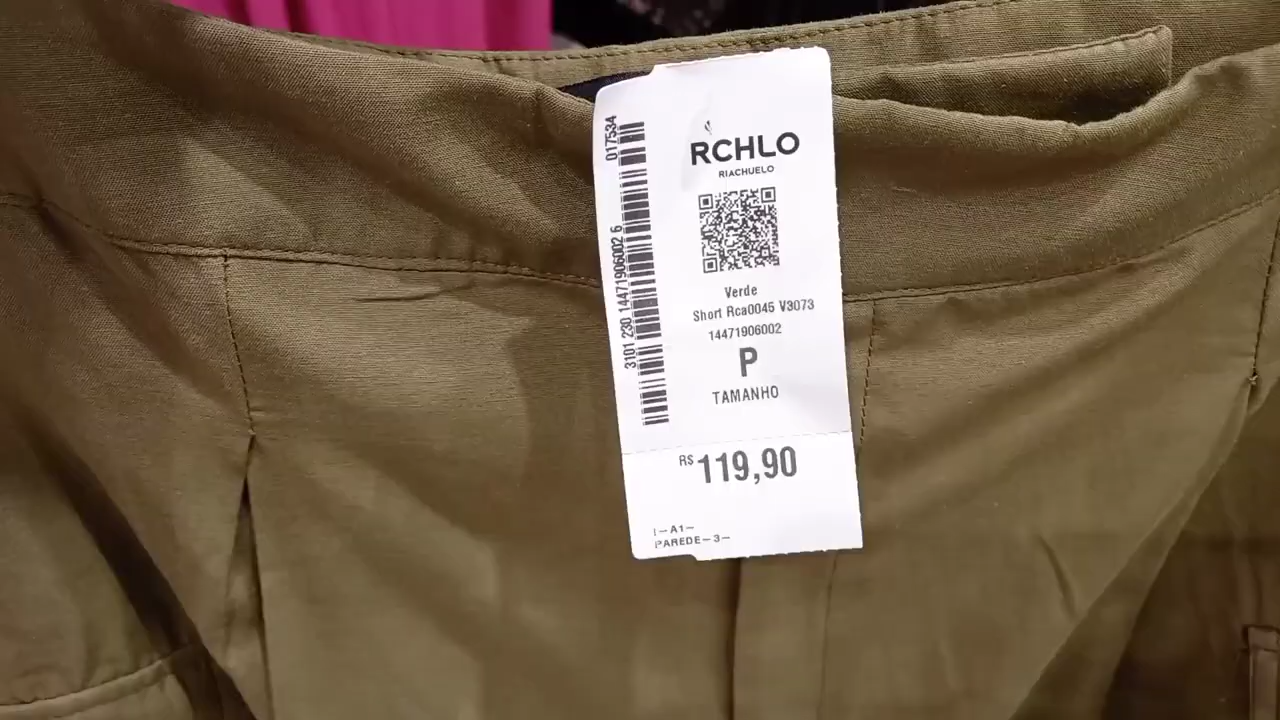 RCHLO
RIACHUELO
Verde
Short Rca0045 V3073
14471906002
P
TAMANHO
R$ 119,90
I-A1-
PAREDE-3-
017534
3101 230 14471906002 6